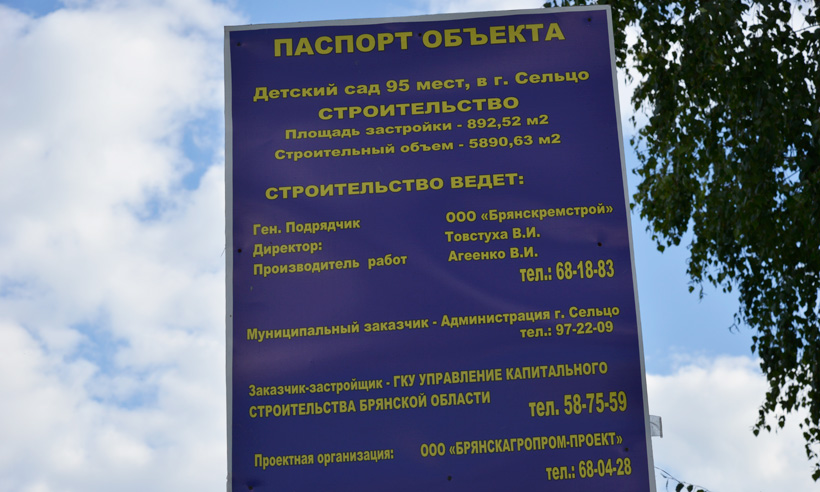 ПАСПОРТ ОБЪЕКТА
Детский сад 95 мест, в г. Сельцо
СТРОИТЕЛЬСТВО
Площадь застройки - 892,52 м2
Строительный объем - 5890,63 м2
СТРОИТЕЛЬСТВО ВЕДЕТ:
Ген. Подрядчик ООО «Брянскремстрой»
Директор: Товстуха В.И.
Производитель работ Агеенко В.И.
тел.: 68-18-83
Муниципальный заказчик - Администрация г. Сельцо
тел.: 97-22-09
Заказчик-застройщик - ГКУ УПРАВЛЕНИЕ КАПИТАЛЬНОГО
СТРОИТЕЛЬСТВА БРЯНСКОЙ ОБЛАСТИ
тел. 58-75-59
Проектная организация: ООО «БРЯНСКАГРОПРОМ-ПРОЕКТ»
тел.: 68-04-28